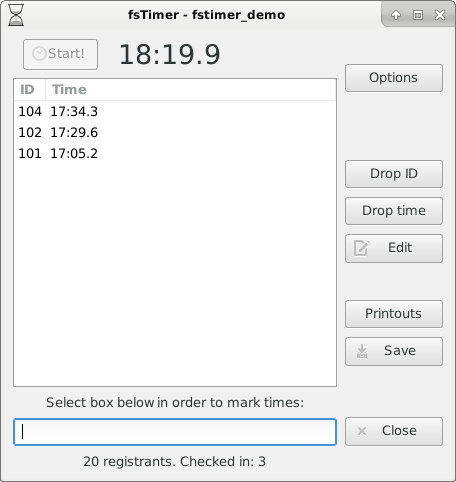 fsTimer - fstimer_demo
Start!
18:19.9
Options
ID Time
104 17:34.3
102 17:29.6
101 17:05.2
Drop ID
Drop time
Edit
Printouts
Save
Select box below in order to mark times:
Close
20 registrants. Checked in: 3